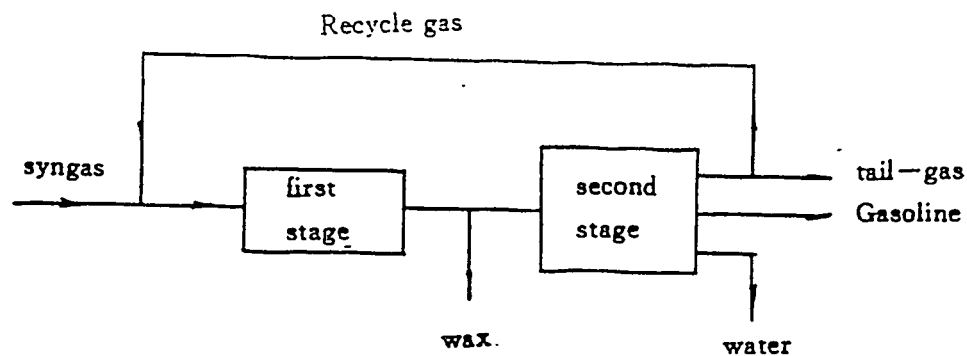 Recycle gas
syngas
first
stage
second
stage
tail-gas
Gasoline
wax.
water